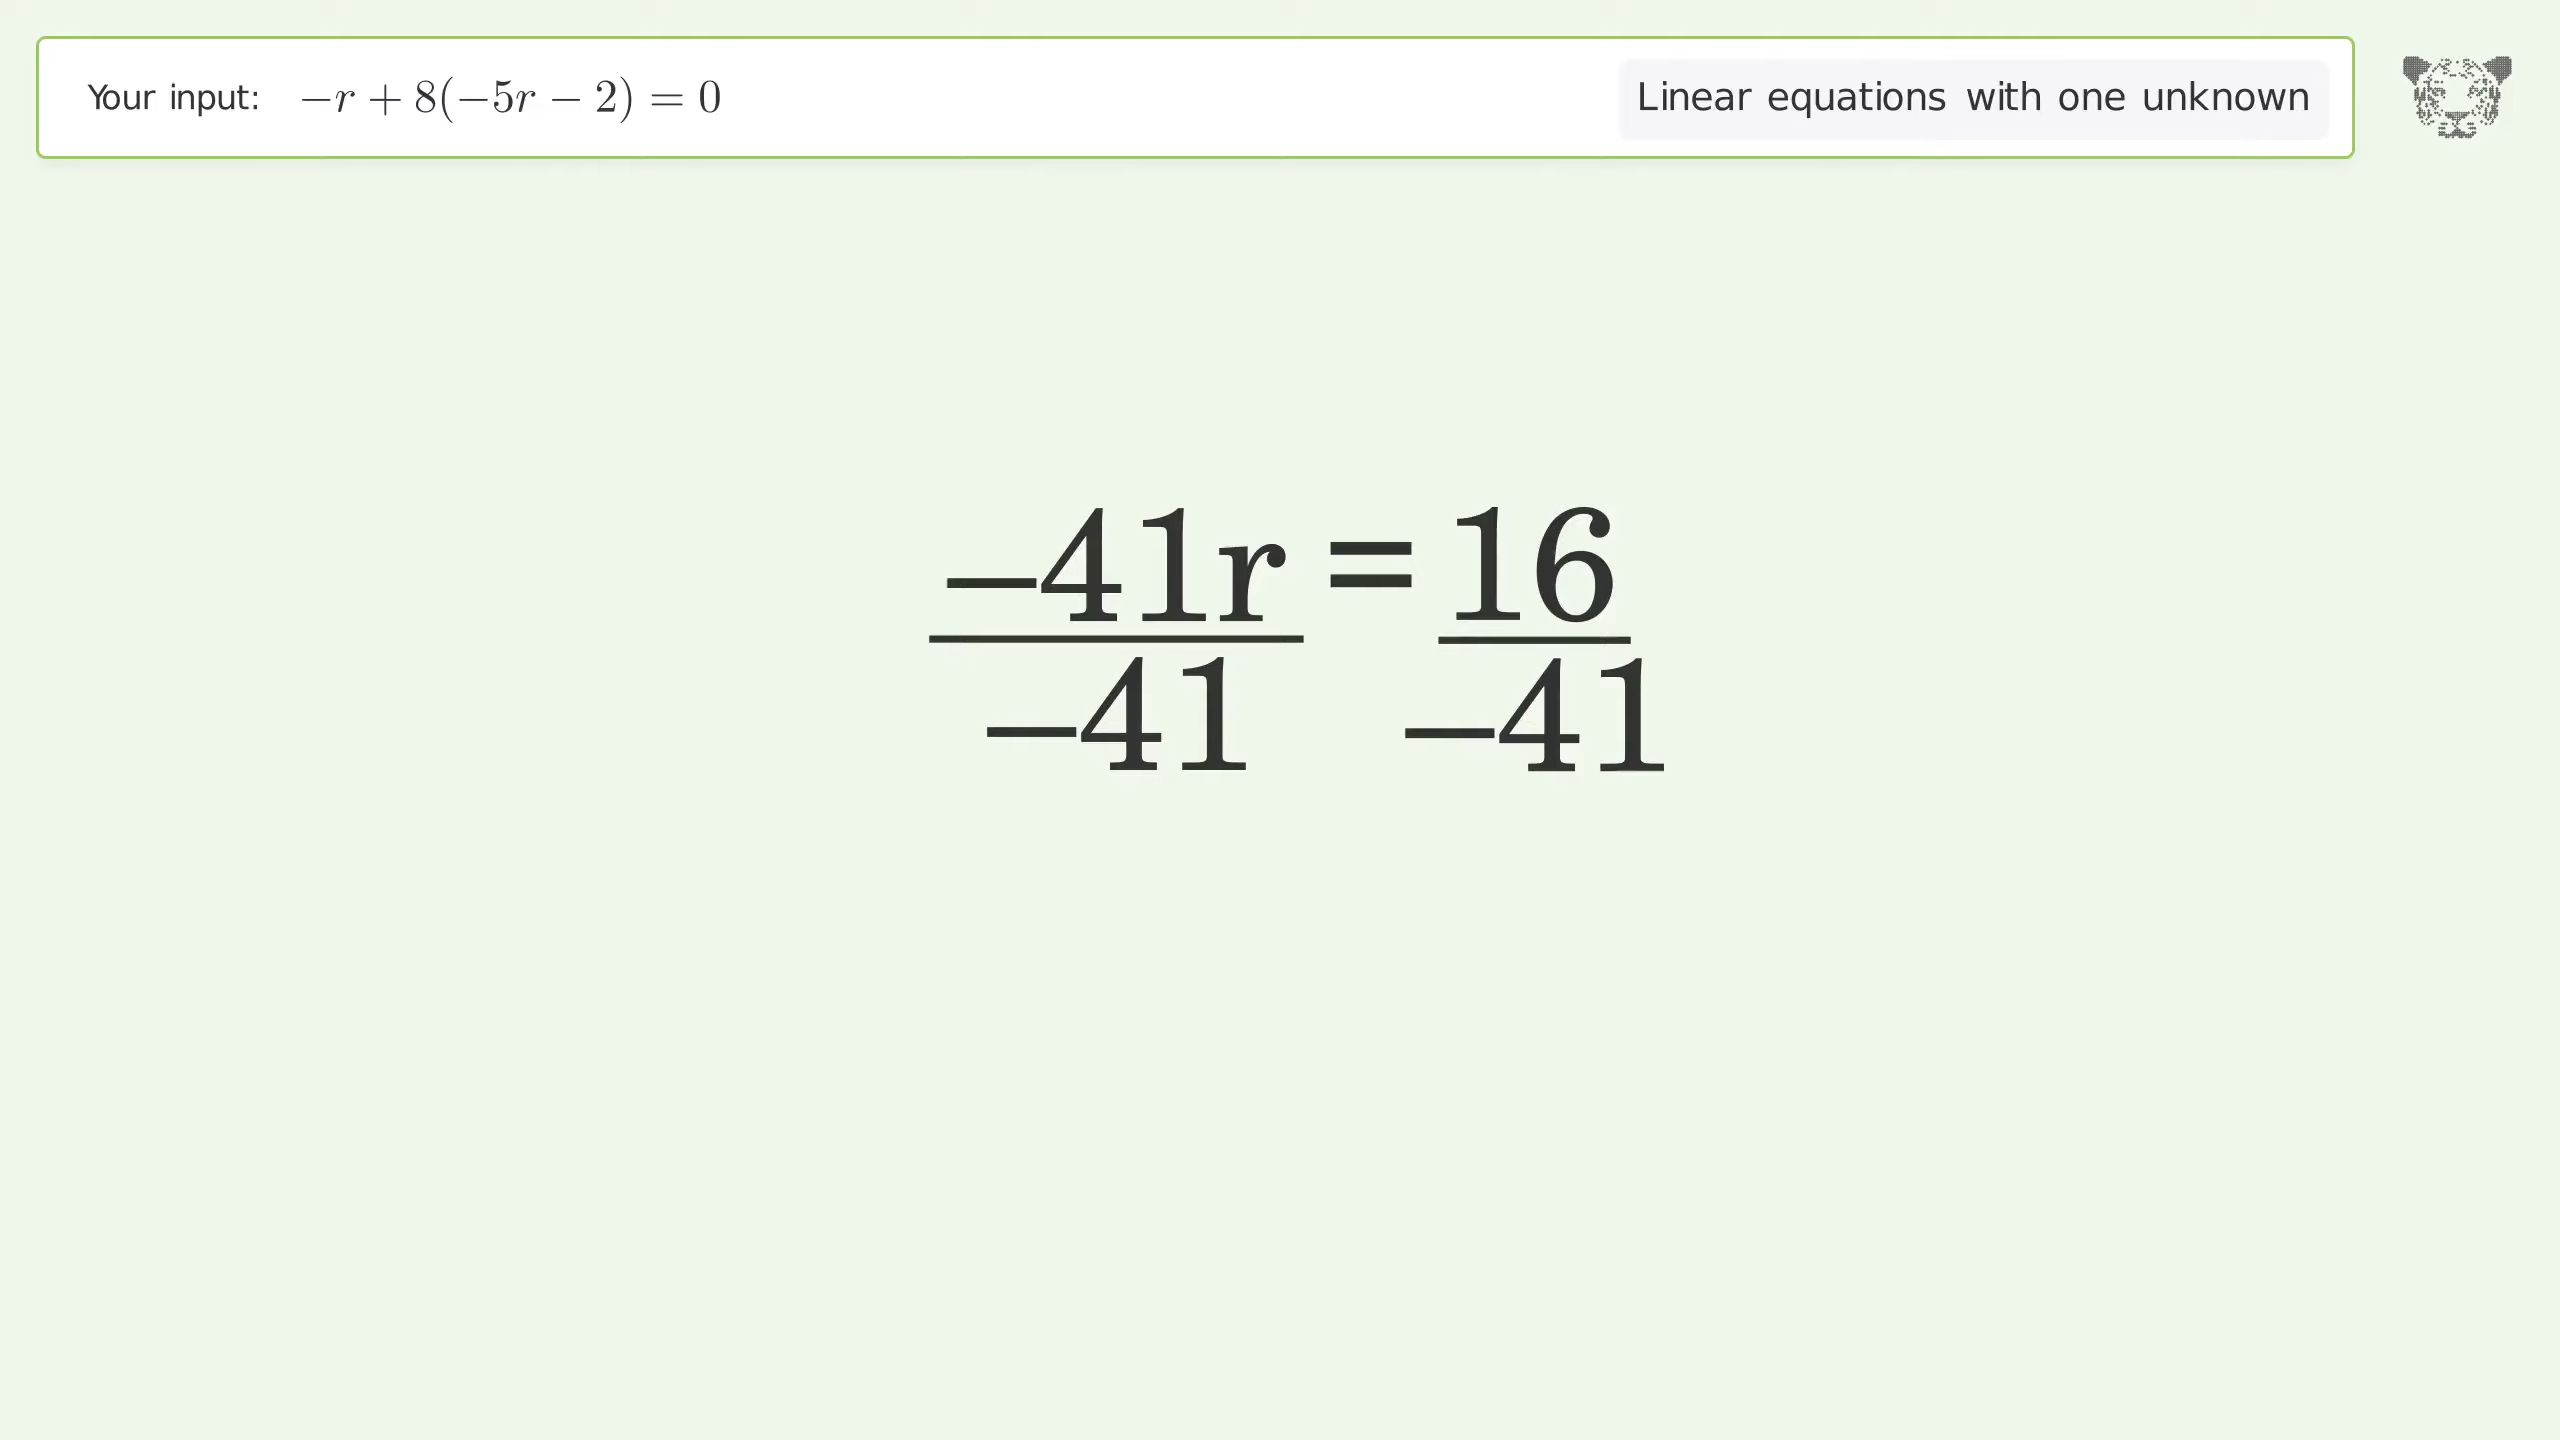 Your input: −r + 8(−5r − 2) = 0
Linear equations with one unknown
−41r = 16
−41 −41